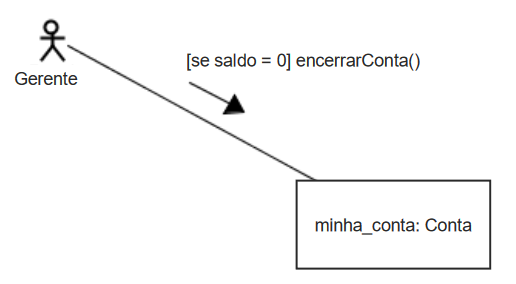 [se saldo = 0] encerrarConta()
Gerente
minha_conta: Conta